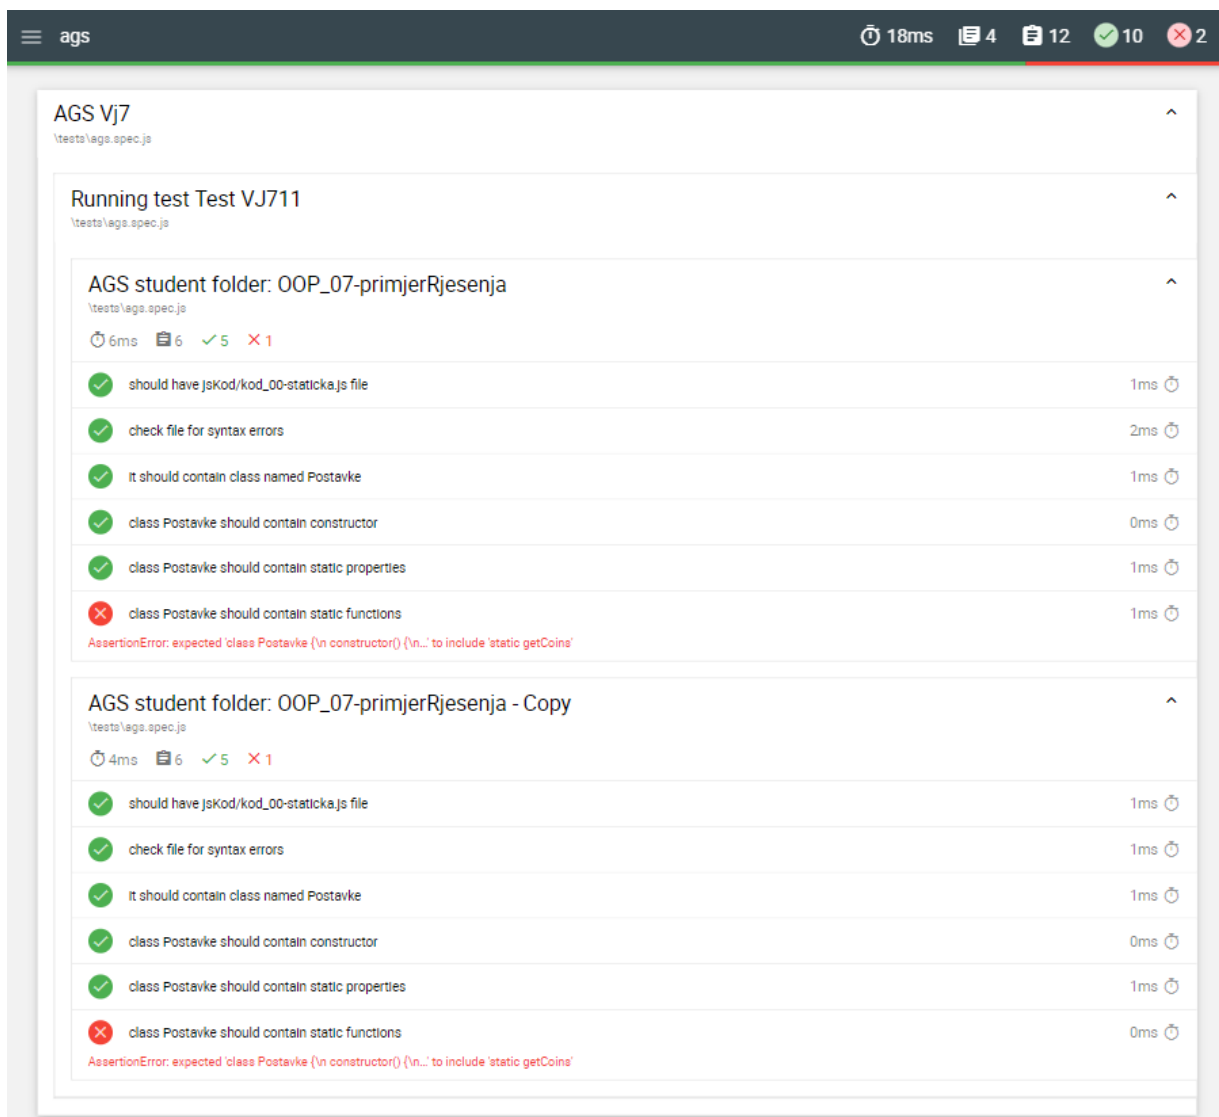 ags 18ms 4 12 10 2
AGS Vj7
\tests\ags.spec.js
Running test Test VJ711
\tests\ags.spec.js
AGS student folder: OOP_07-primjerRjesenja
\tests\ags.spec.js
6ms 6 5 1
should have jsKod/kod_00-staticka.js file 1ms
check file for syntax errors 2ms
it should contain class named Postavke 1ms
class Postavke should contain constructor 0ms
class Postavke should contain static properties 1ms
class Postavke should contain static functions 1ms
AssertionError: expected 'class Postavke {\n constructor() {\n...' to include 'static getCoins'
AGS student folder: OOP_07-primjerRjesenja - Copy
\tests\ags.spec.js
4ms 6 5 1
should have jsKod/kod_00-staticka.js file 1ms
check file for syntax errors 1ms
it should contain class named Postavke 1ms
class Postavke should contain constructor 0ms
class Postavke should contain static properties 1ms
class Postavke should contain static functions 0ms
AssertionError: expected 'class Postavke {\n constructor() {\n...' to include 'static getCoins'